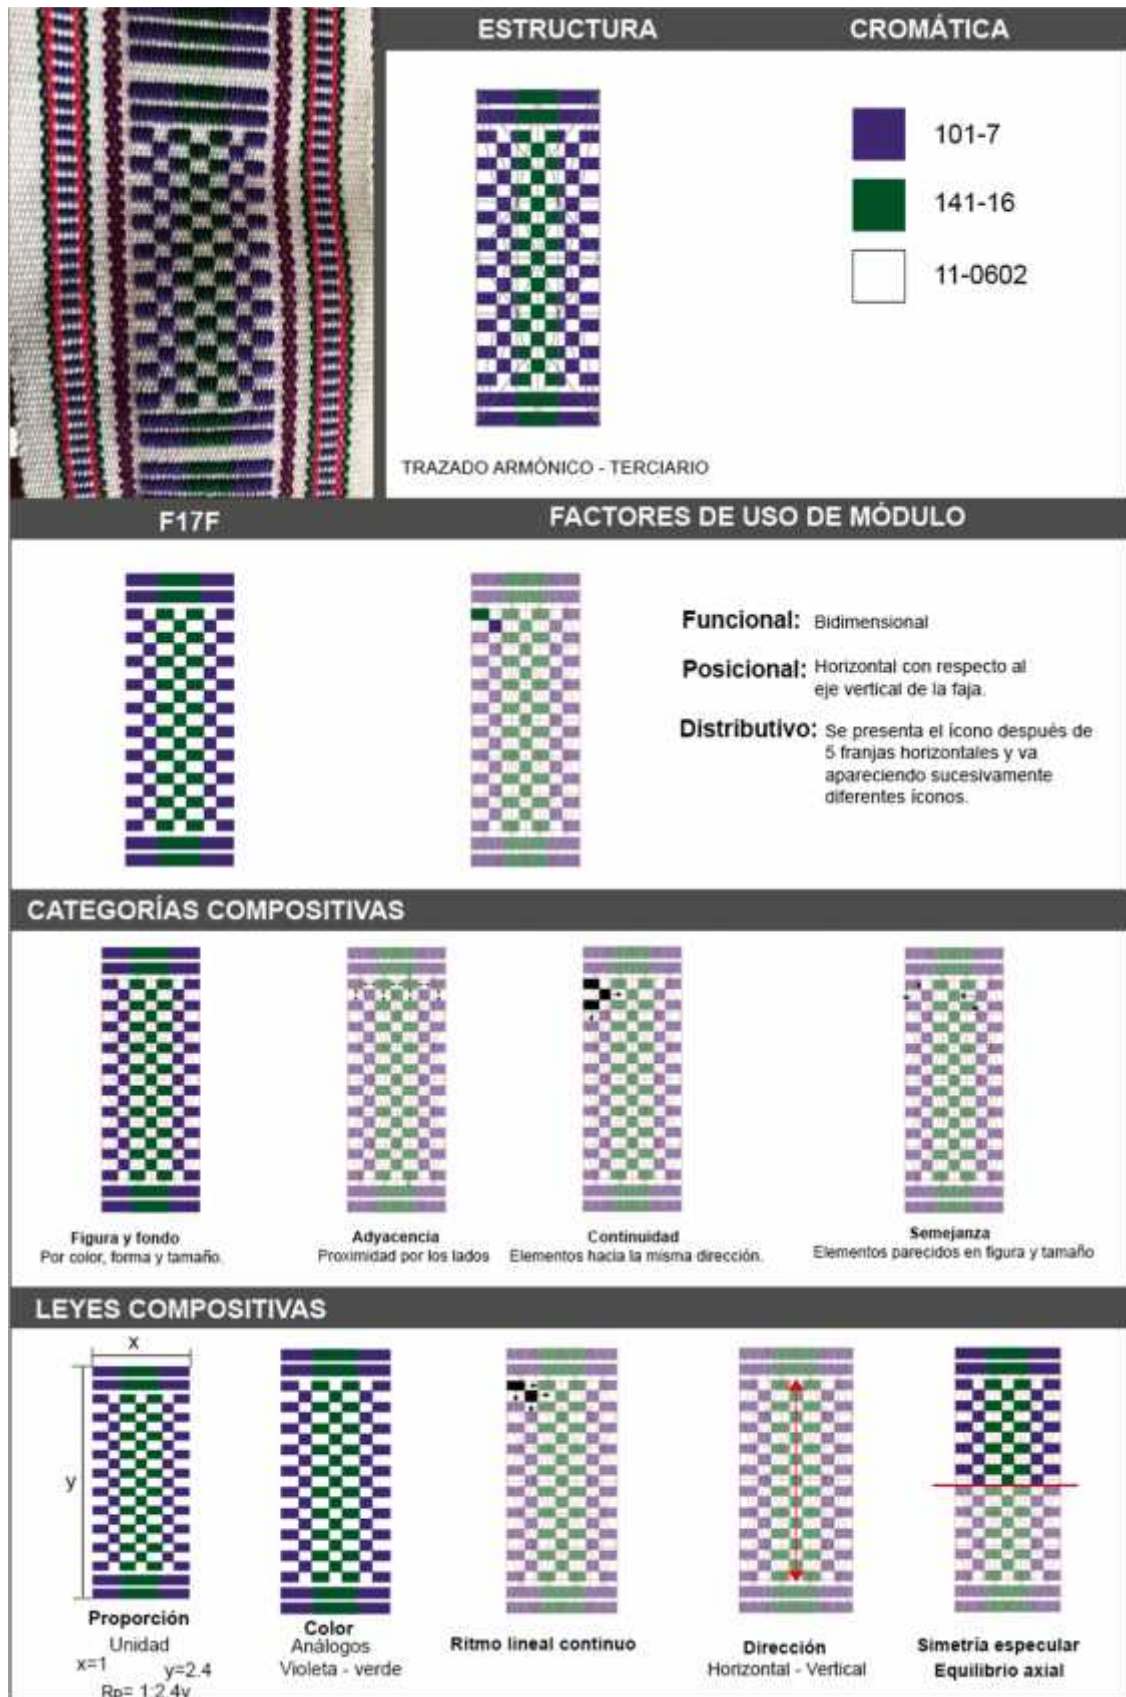 ESTRUCTURA
CROMÁTICA
101-7
141-16
11-0602
TRAZADO ARMÓNICO - TERCIARIO
F17F
FACTORES DE USO DE MÓDULO
Funcional: Bidimensional
Posicional: Horizontal con respecto al
eje vertical de la faja.
Distributivo: Se presenta el ícono después de
5 franjas horizontales y va
apareciendo sucesivamente
diferentes íconos.
CATEGORÍAS COMPOSITIVAS
Figura y fondo
Por color, forma y tamaño.
Adyacencia
Proximidad por los lados
Continuidad
Elementos hacia la misma dirección.
Semejanza
Elementos parecidos en figura y tamaño
LEYES COMPOSITIVAS
X
y
Proporción
Unidad
x=1 y=2.4
Rp= 1:2.4y
Color
Análogos
Violeta - verde
Ritmo lineal continuo
Dirección
Horizontal - Vertical
Simetría especular
Equilibrio axial